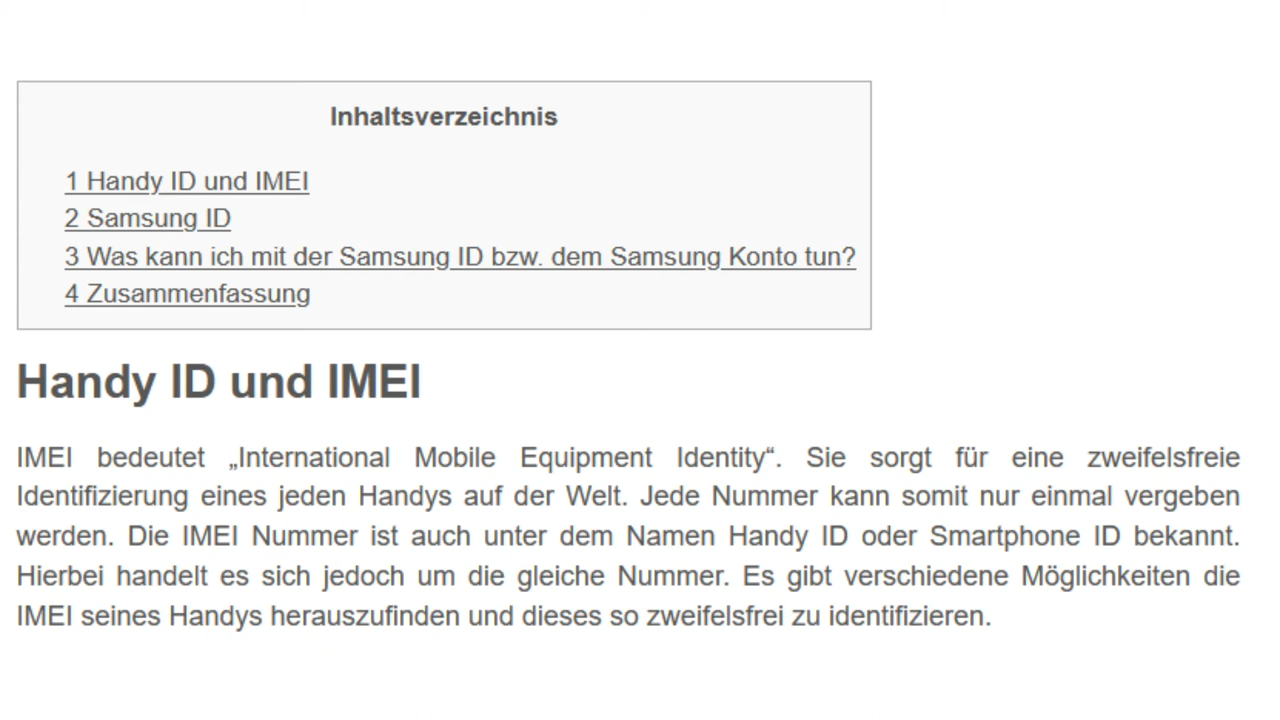 Inhaltsverzeichnis
1 Handy ID und IMEI
2 Samsung ID
3 Was kann ich mit der Samsung ID bzw. dem Samsung Konto tun?
4 Zusammenfassung
Handy ID und IMEI
IMEI bedeutet „International Mobile Equipment Identity“. Sie sorgt für eine zweifelsfreie
Identifizierung eines jeden Handys auf der Welt. Jede Nummer kann somit nur einmal vergeben
werden. Die IMEI Nummer ist auch unter dem Namen Handy ID oder Smartphone ID bekannt.
Hierbei handelt es sich jedoch um die gleiche Nummer. Es gibt verschiedene Möglichkeiten die
IMEI seines Handys herauszufinden und dieses so zweifelsfrei zu identifizieren.